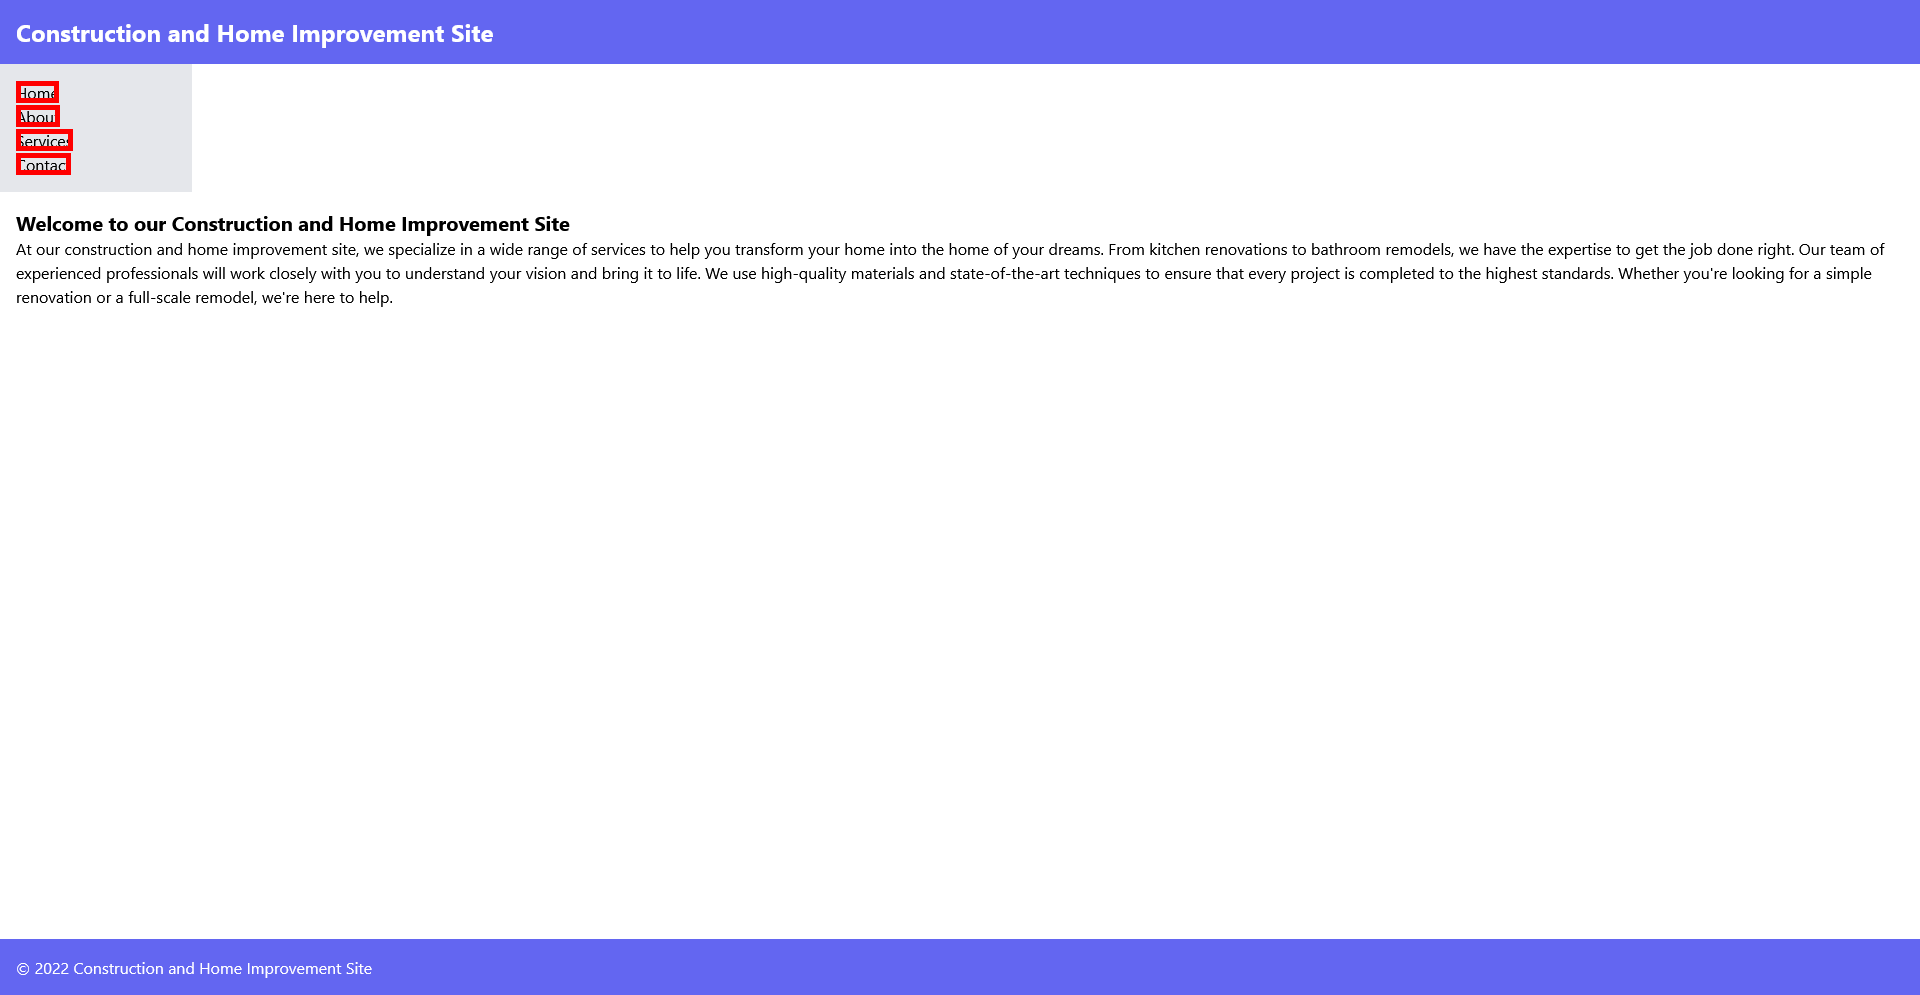 Construction and Home Improvement Site
Home
About
Services
Contact
Welcome to our Construction and Home Improvement Site
At our construction and home improvement site, we specialize in a wide range of services to help you transform your home into the home of your dreams. From kitchen renovations to bathroom remodels, we have the expertise to get the job done right. Our team of
experienced professionals will work closely with you to understand your vision and bring it to life. We use high-quality materials and state-of-the-art techniques to ensure that every project is completed to the highest standards. Whether you're looking for a simple
renovation or a full-scale remodel, we're here to help.
© 2022 Construction and Home Improvement Site